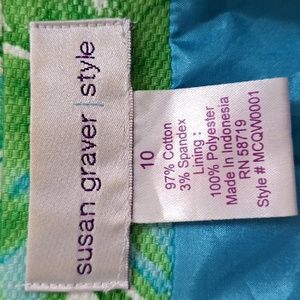 susan graver | style
10
97% Cotton
3% Spandex
Lining :
100% Polyester
Made In Indonesia
RN 58719
Style # MCQW0001